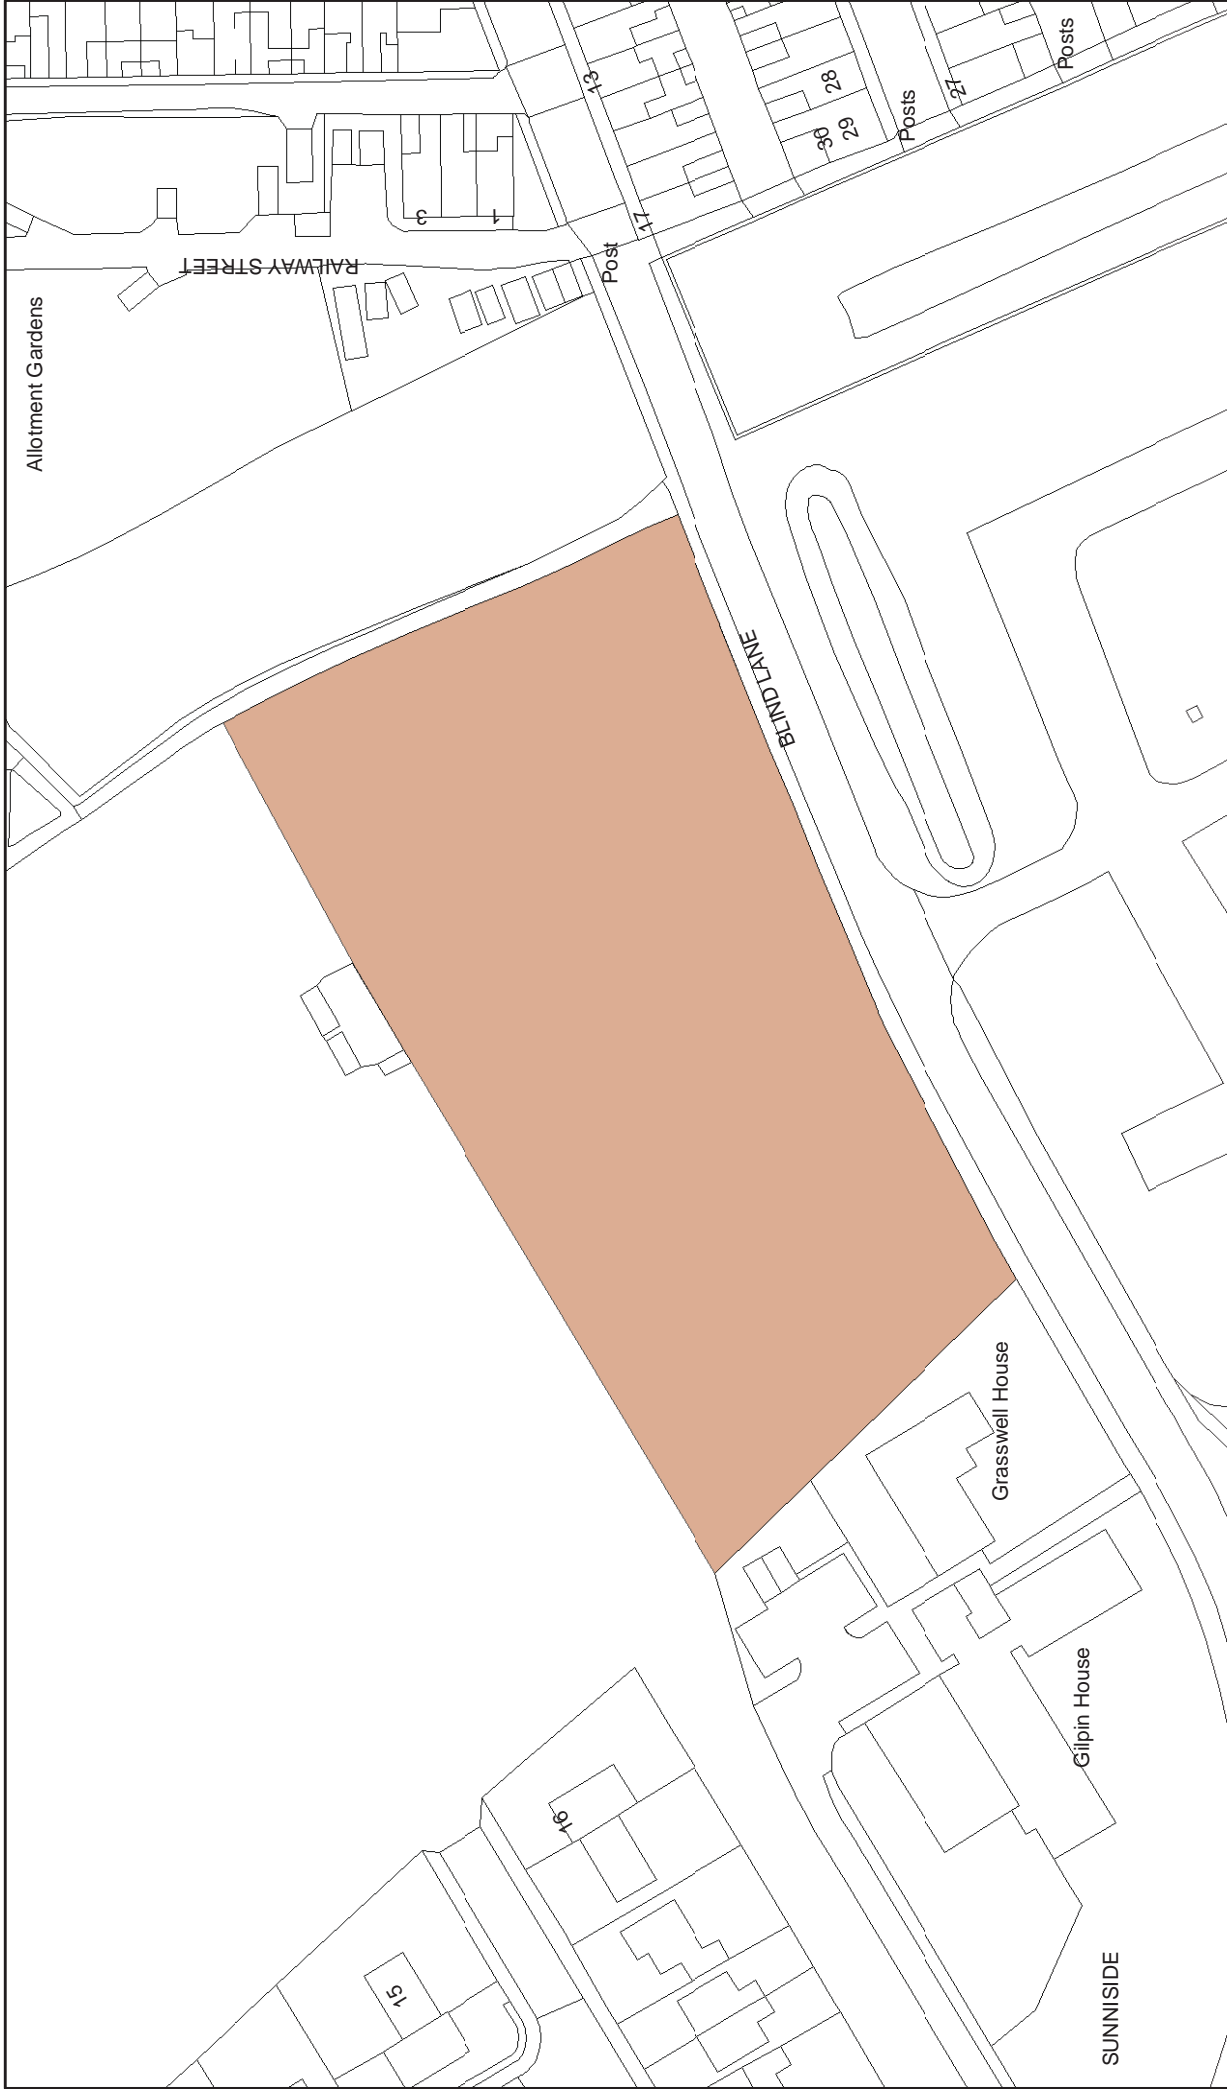 Allotment Gardens
RAILWAY STREET
3
1
Post
13
17
28
29
30
27
Posts
Posts
BLIND LANE
Grasswell House
Gilpin House
16
15
SUNNISIDE